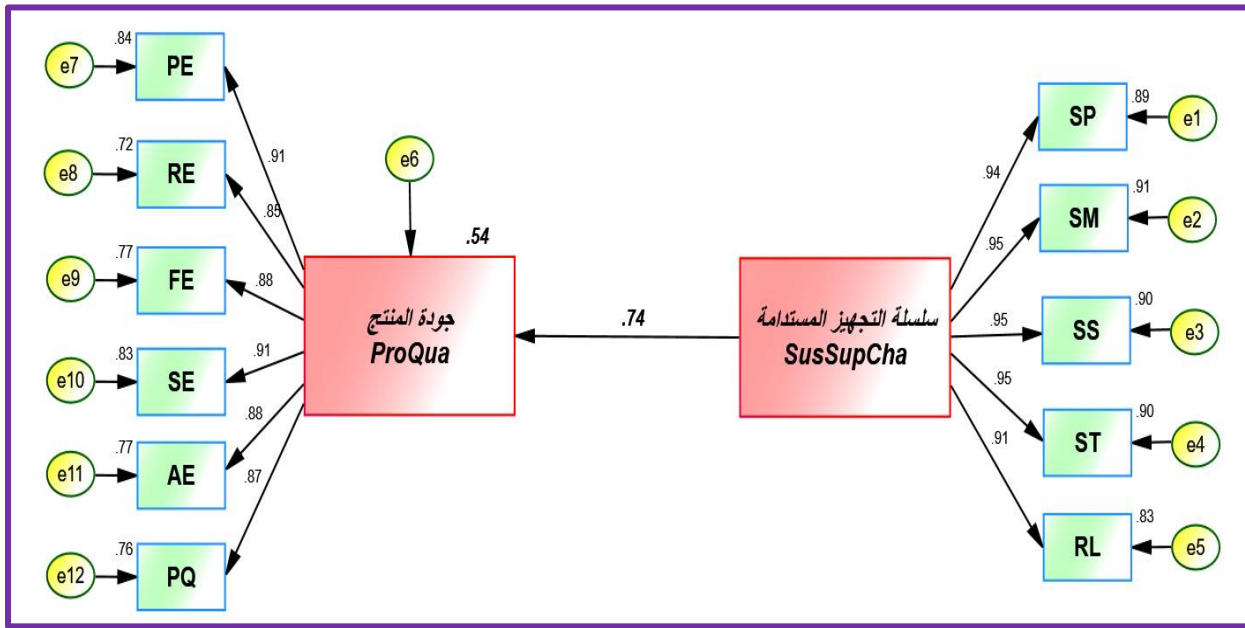 .84
e7
PE
.91
.72
e8
RE
.85
e6
.77
e9
FE
.88
.83
e10
SE
.91
.77
e11
AE
.88
.76
e12
PQ
.87
.54
جودة المنتج
ProQua
.74
سلسلة التجهيز المستدامة
SusSupCha
.94
SP
.89
e1
.95
SM
.91
e2
.95
SS
.90
e3
.95
ST
.90
e4
.91
RL
.83
e5